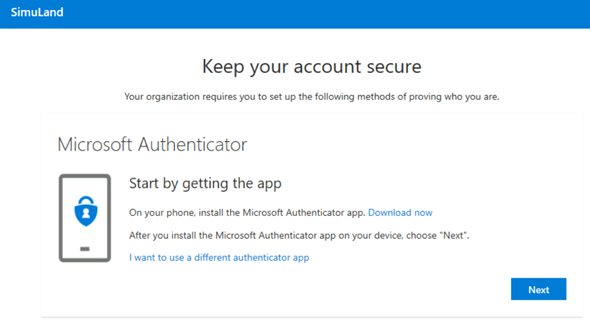 SimuLand
Keep your account secure
Your organization requires you to set up the following methods of proving who you are.
Microsoft Authenticator
Start by getting the app
On your phone, install the Microsoft Authenticator app. Download now
After you install the Microsoft Authenticator app on your device, choose "Next".
I want to use a different authenticator app
Next